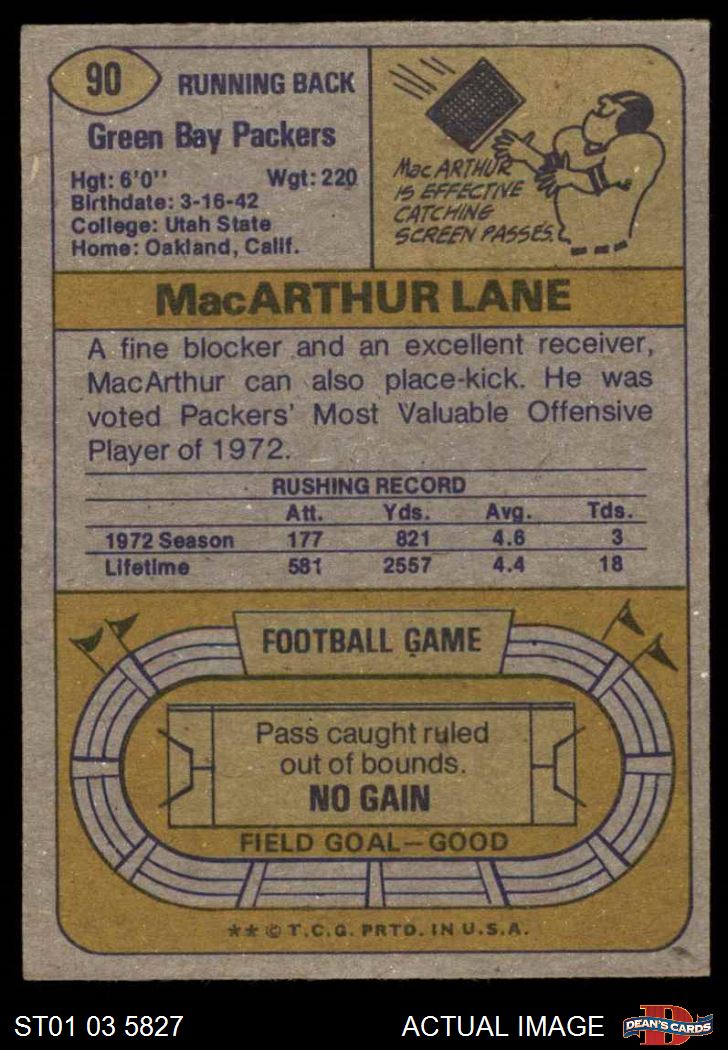 90
RUNNING BACK
Green Bay Packers
Hgt: 6'0" Wgt: 220
Birthdate: 3-16-42
College: Utah State
Home: Oakland, Calif.
MacARTHUR
IS EFFECTIVE
CATCHING
SCREEN PASSES.
MacARTHUR LANE
A fine blocker and an excellent receiver,
MacArthur can also place-kick. He was
voted Packers' Most Valuable Offensive
Player of 1972.
RUSHING RECORD
Att. Yds. Avg. Tds.
1972 Season 177 821 4.6 3
Lifetime 581 2557 4.4 18
FOOTBALL GAME
Pass caught ruled
out of bounds.
NO GAIN
FIELD GOAL—GOOD
** © T.C.G. PRTD. IN U.S.A.
ST01 03 5827 ACTUAL IMAGE
DEAN'S CARDS